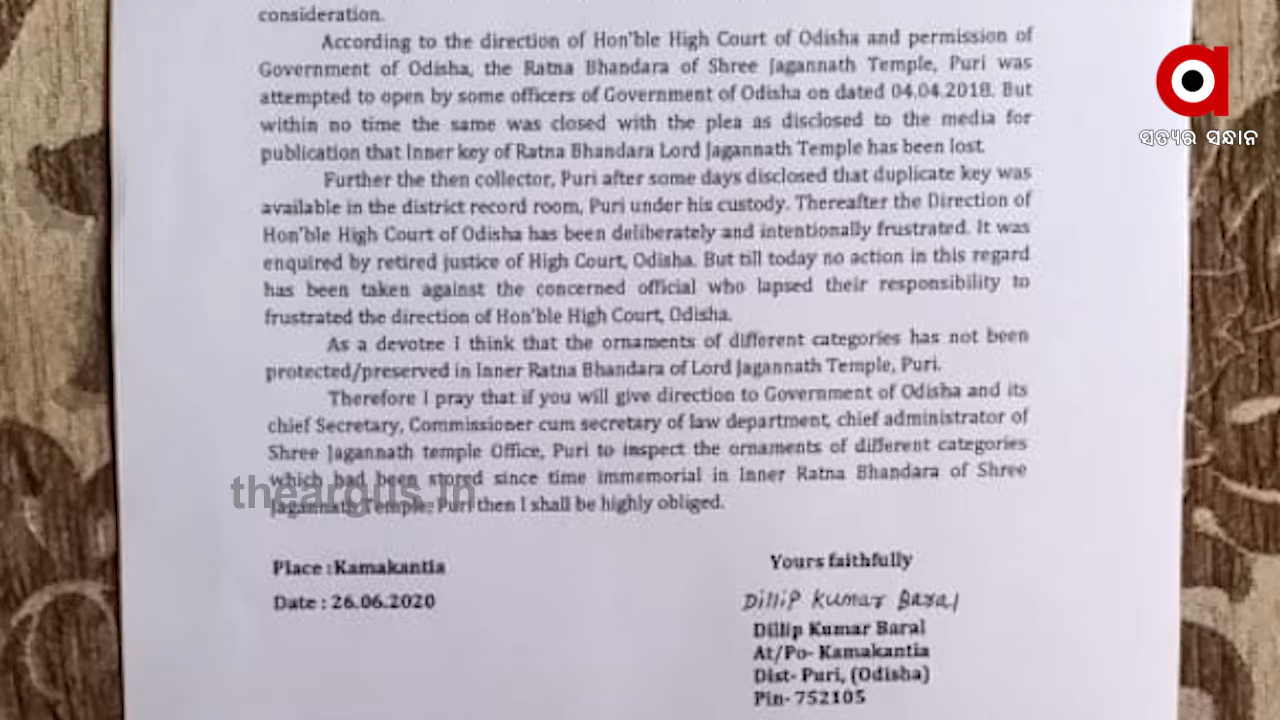 consideration.
According to the direction of Hon'ble High Court of Odisha and permission of
Government of Odisha, the Ratna Bhandara of Shree Jagannath Temple, Puri was
attempted to open by some officers of Government of Odisha on dated 04.04.2018. But
within no time the same was closed with the plea as disclosed to the media for
publication that Inner key of Ratna Bhandara Lord Jagannath Temple has been lost.
Further the then collector, Puri after some days disclosed that duplicate key was
available in the district record room, Puri under his custody. Thereafter the Direction of
Hon'ble High Court of Odisha has been deliberately and intentionally frustrated. It was
enquired by retired justice of High Court, Odisha. But till today no action in this regard
has been taken against the concerned official who lapsed their responsibility to
frustrated the direction of Hon'ble High Court, Odisha.
As a devotee I think that the ornaments of different categories has not been
protected/preserved in Inner Ratna Bhandara of Lord Jagannath Temple, Puri.
Therefore I pray that if you will give direction to Government of Odisha and its
chief Secretary, Commissioner cum secretary of law department, chief administrator of
Shree Jagannath temple Office, Puri to inspect the ornaments of different categories
which had been stored since time immemorial in Inner Ratna Bhandara of Shree
Jagannath Temple, Puri then I shall be highly obliged.
theargus.in
Place : Kamakantia
Date : 26.06.2020
Yours faithfully
Dillip Kumar Baral
Dillip Kumar Baral
At/Po- Kamakantia
Dist- Puri, (Odisha)
Pin- 752105
a
ସତ୍ୟର ସନ୍ଧାନ